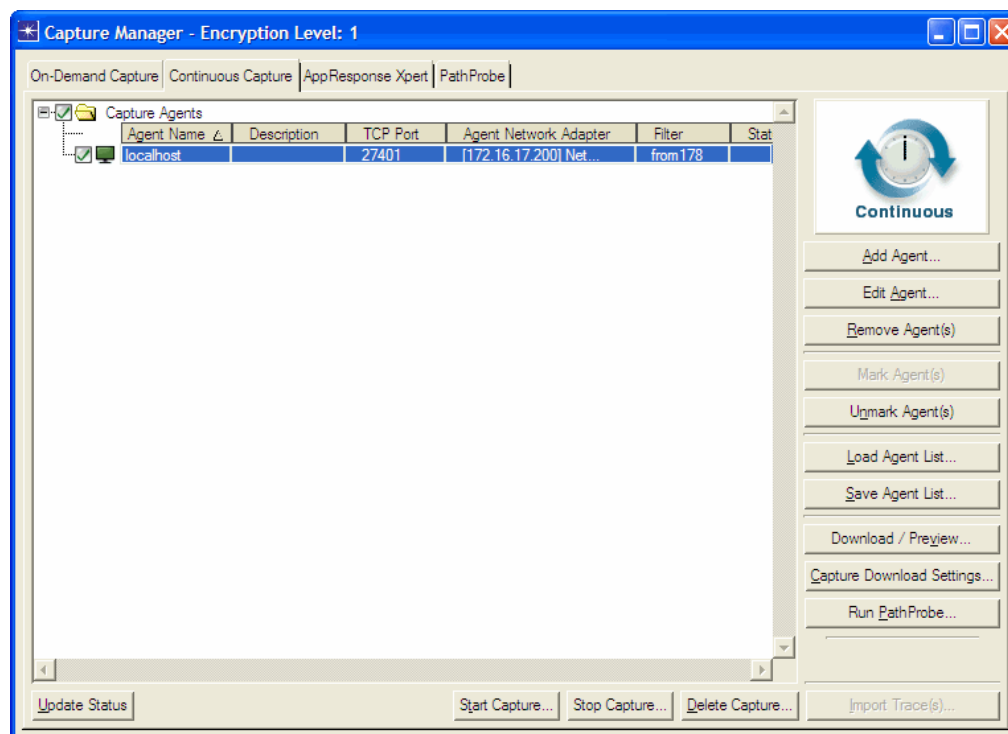 Capture Manager - Encryption Level: 1
On-Demand Capture Continuous Capture AppResponse Xpert PathProbe
Capture Agents
Agent Name Description TCP Port Agent Network Adapter Filter Stat
localhost 27401 [172.16.17.200] Net... from178
Continuous
Add Agent...
Edit Agent...
Remove Agent(s)
Mark Agent(s)
Unmark Agent(s)
Load Agent List...
Save Agent List...
Download / Preview...
Capture Download Settings...
Run PathProbe...
Update Status Start Capture... Stop Capture... Delete Capture... Import Trace(s)...